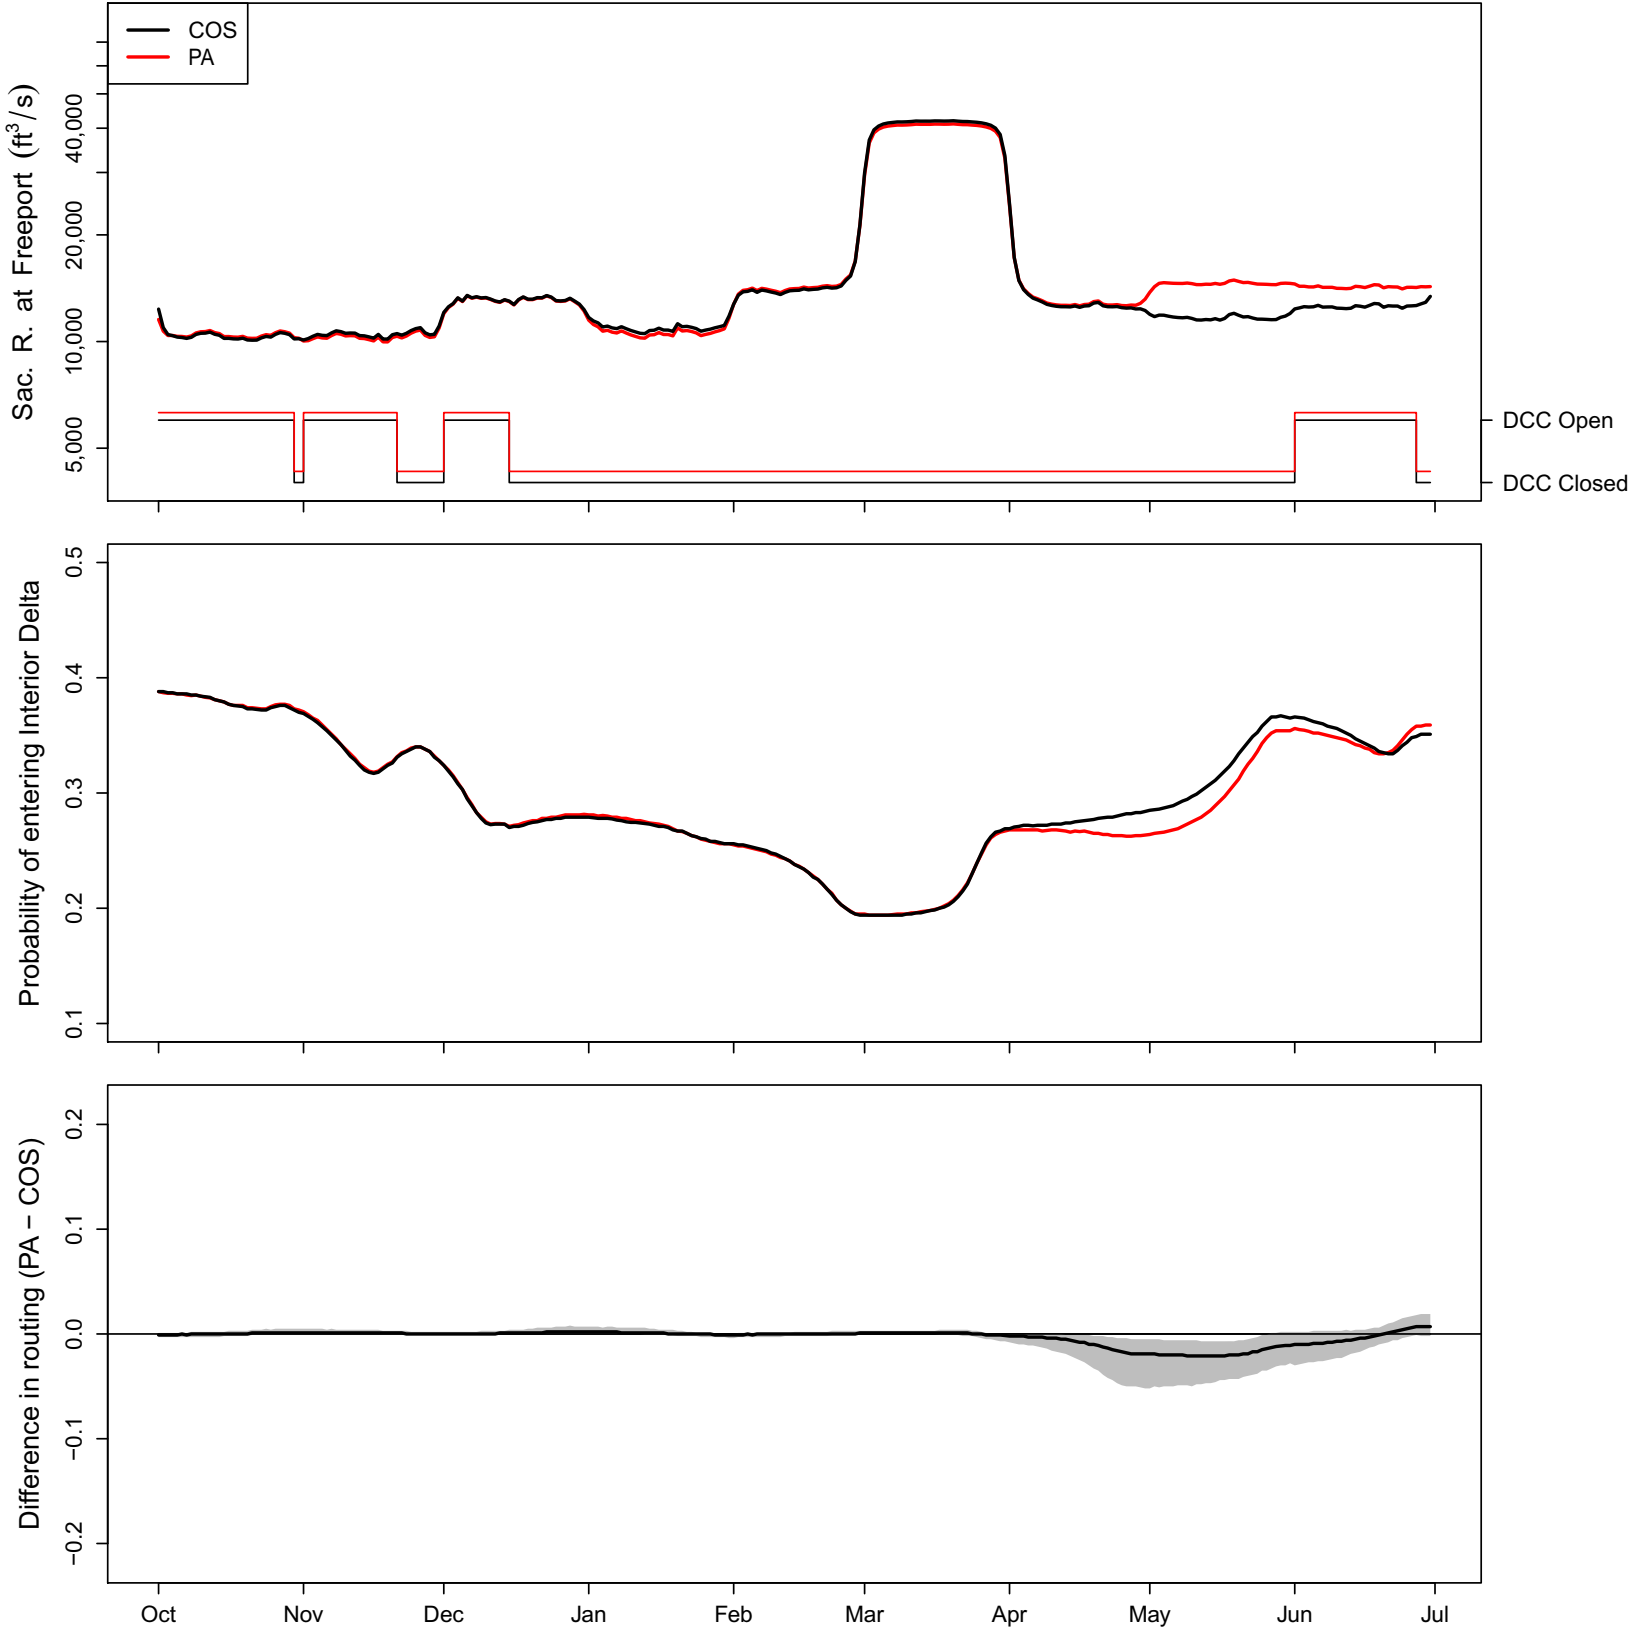 COS
PA
Sac. R. at Freeport (ft³/s)
40,000
20,000
10,000
5,000
DCC Open
DCC Closed
Probability of entering Interior Delta
0.5
0.4
0.3
0.2
0.1
Difference in routing (PA − COS)
0.2
0.1
0.0
−0.1
−0.2
Oct Nov Dec Jan Feb Mar Apr May Jun Jul